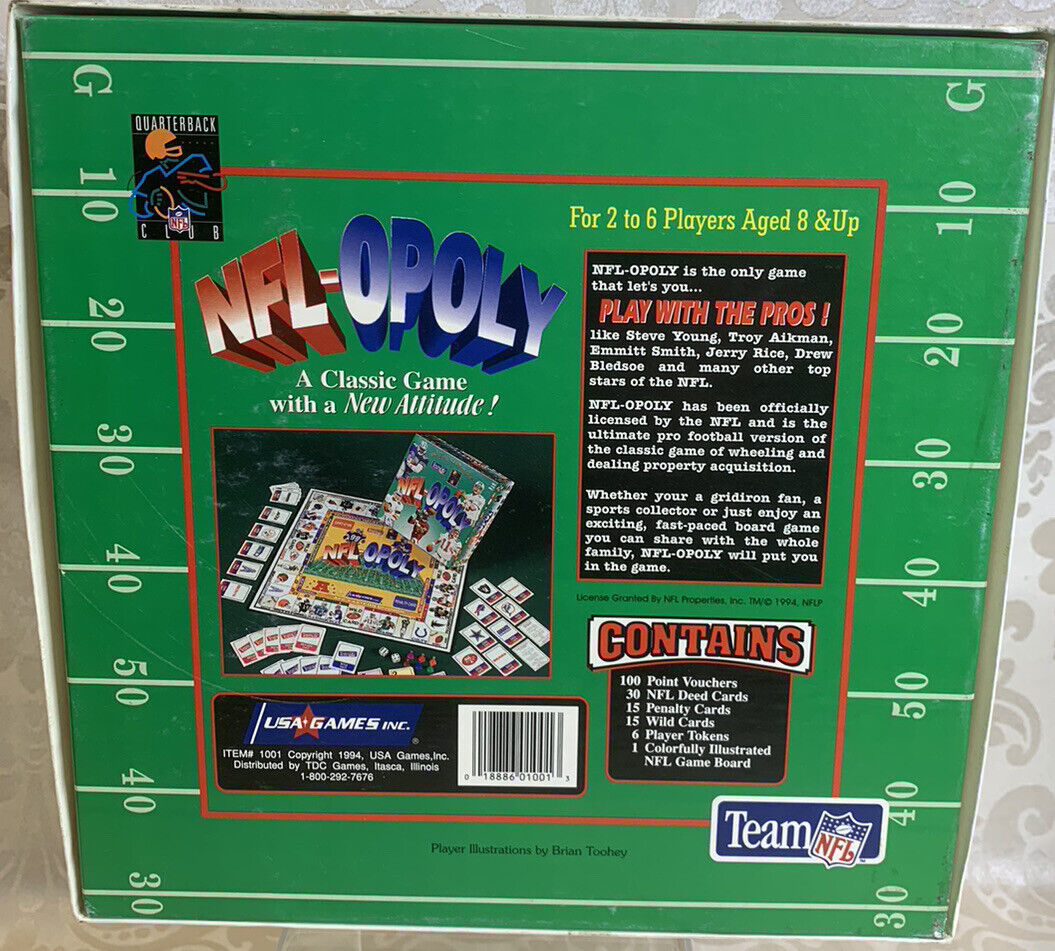 G
G
QUARTERBACK
NFL
CLUB
10
10
For 2 to 6 Players Aged 8 &Up
NFL-OPOLY
A Classic Game
with a New Attitude!
NFL-OPOLY is the only game
that let's you...
PLAY WITH THE PROS!
like Steve Young, Troy Aikman,
Emmitt Smith, Jerry Rice, Drew
Bledsoe and many other top
stars of the NFL.
NFL-OPOLY has been officially
licensed by the NFL and is the
ultimate pro football version of
the classic game of wheeling and
dealing property acquisition.
Whether your a gridiron fan, a
sports collector or just enjoy an
exciting, fast-paced board game
you can share with the whole
family, NFL-OPOLY will put you
in the game.
License Granted By NFL Properties, Inc. TM/© 1994, NFLP
20
20
30
30
40
40
50
50
40
40
30
30
NFL-OPOLY
NFL-OPOLY
WILD
CARD
CONTAINS
100 Point Vouchers
30 NFL Deed Cards
15 Penalty Cards
15 Wild Cards
6 Player Tokens
1 Colorfully Illustrated
NFL Game Board
USA GAMES INC.
®
ITEM# 1001 Copyright 1994, USA Games,Inc.
Distributed by TDC Games, Itasca, Illinois
1-800-292-7676
0 18886 01001 3
Team NFL
Player Illustrations by Brian Toohey